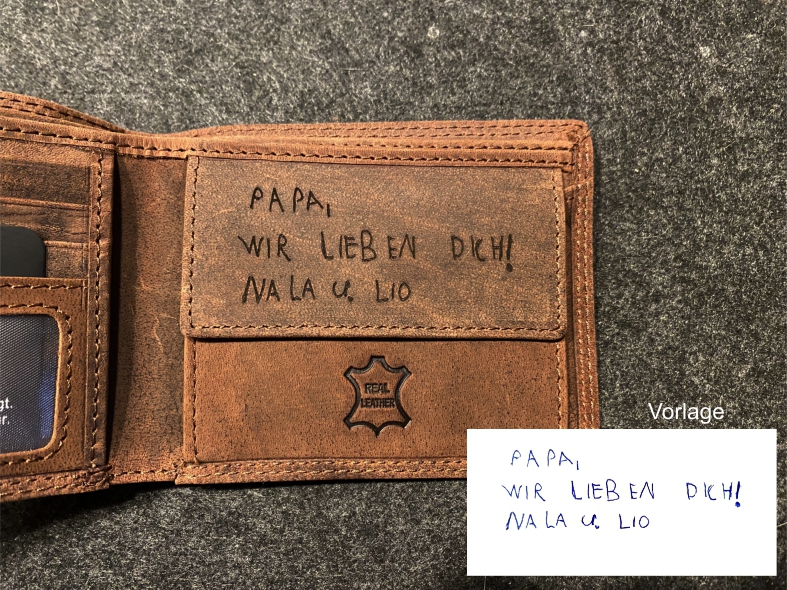 PAPA,
WIR LIEBEN DICH!
NALA u. LIO
REAL
LEATHER
Vorlage
PAPA,
WIR LIEBEN DICH!
NALA u. LIO